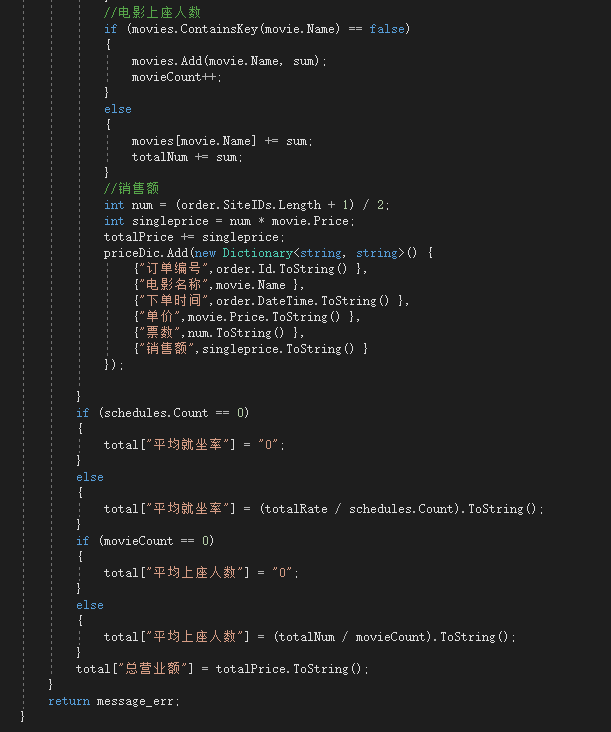 //电影上座人数
if (movies.ContainsKey(movie.Name) == false)
{
movies.Add(movie.Name, sum);
movieCount++;
}
else
{
movies[movie.Name] += sum;
totalNum += sum;
}
//销售额
int num = (order.SiteIDs.Length + 1) / 2;
int singleprice = num * movie.Price;
totalPrice += singleprice;
priceDic.Add(new Dictionary<string, string>() {
{"订单编号",order.Id.ToString() },
{"电影名称",movie.Name },
{"下单时间",order.DateTime.ToString() },
{"单价",movie.Price.ToString() },
{"票数",num.ToString() },
{"销售额",singleprice.ToString() }
});
}
if (schedules.Count == 0)
{
total["平均就坐率"] = "0";
}
else
{
total["平均就坐率"] = (totalRate / schedules.Count).ToString();
}
if (movieCount == 0)
{
total["平均上座人数"] = "0";
}
else
{
total["平均上座人数"] = (totalNum / movieCount).ToString();
}
total["总营业额"] = totalPrice.ToString();
}
return message_err;
}